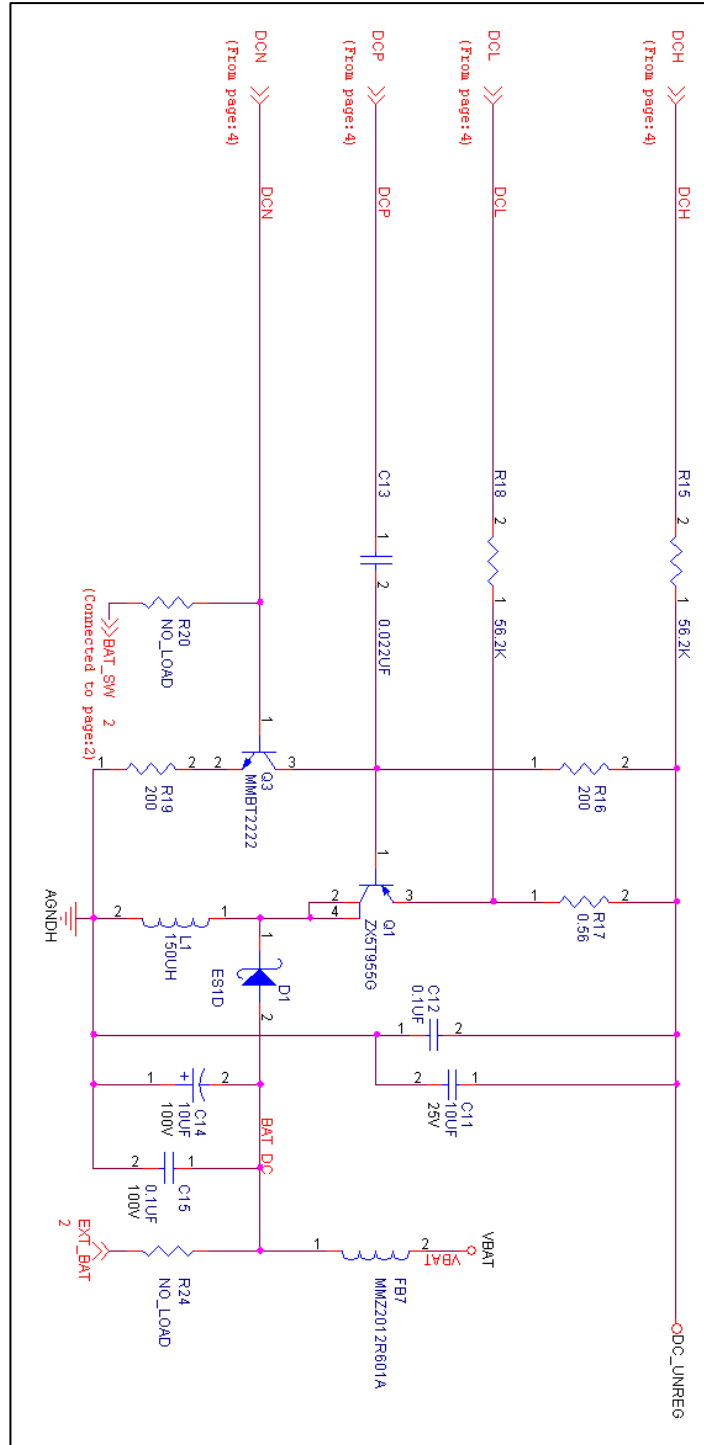 DCH
(From page:4)
DCL
(From page:4)
DCP
(From page:4)
DCN
(From page:4)
DCH
DCL
DCP
DCN
R15
2
1
56.2K
R18
2
1
56.2K
C13
1
2
0.022UF
R20
NO_LOAD
BAT_SW 2
(Connected to page:2)
R16
200
1
2
Q3
MMBT2222
1
2
3
R19
200
1
2
R17
0.56
1
2
Q1
ZX5T955G
1
2
4
3
L1
150UH
2
1
AGNDH
D1
ES1D
1
2
C12
0.1UF
1
2
C11
10UF
25V
2
1
C14
10UF
100V
1
+
2
BAT_DC
C15
0.1UF
100V
2
1
R24
NO_LOAD
EXT_BAT
2
FB7
MMZ2012R601A
1
2
VBAT
VBAT
DC_UNREG